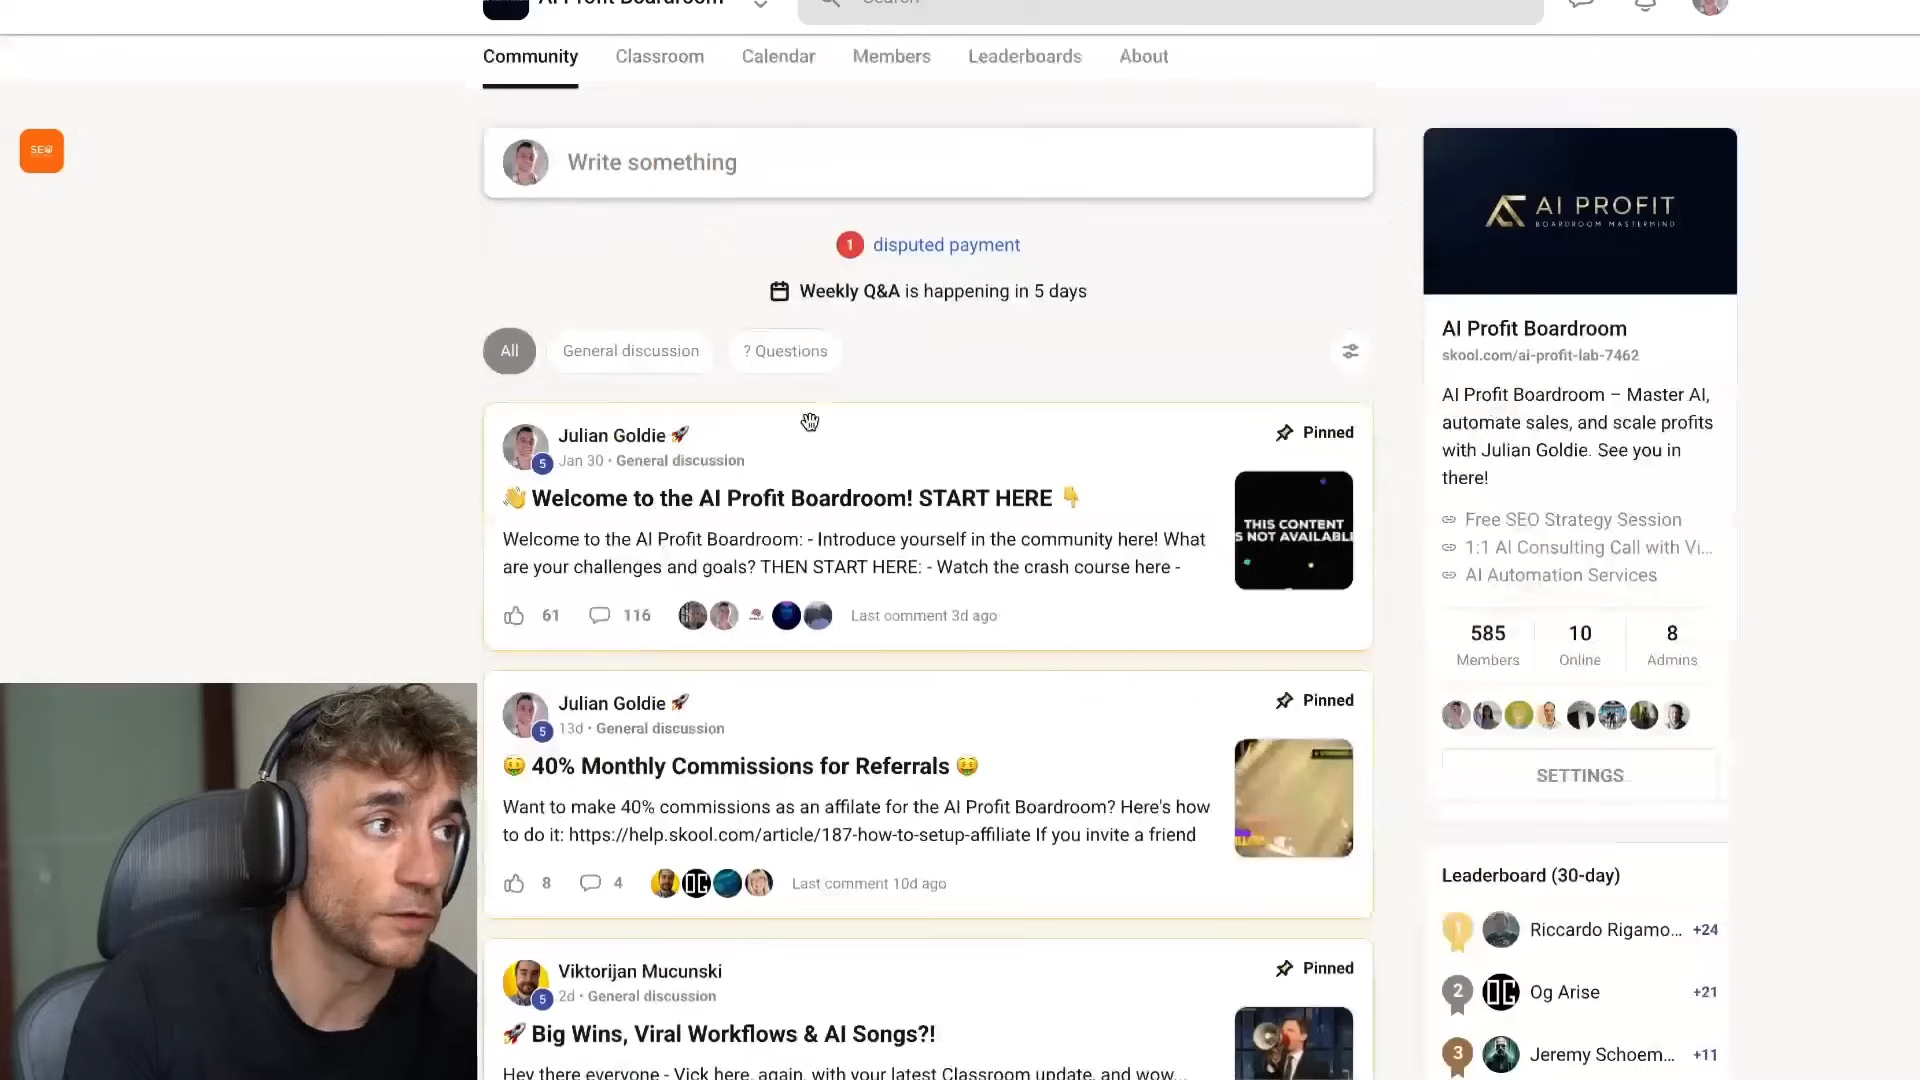 AI Profit Boardroom
Search
Community Classroom Calendar Members Leaderboards About
SEO
Write something
1 disputed payment
Weekly Q&A is happening in 5 days
All General discussion ? Questions
Julian Goldie 🚀
Pinned
5
Jan 30 • General discussion
👋 Welcome to the AI Profit Boardroom! START HERE 👇
Welcome to the AI Profit Boardroom: - Introduce yourself in the community here! What
are your challenges and goals? THEN START HERE: - Watch the crash course here -
THIS CONTENT
S NOT AVAILABL
61 116 Last comment 3d ago
Julian Goldie 🚀
Pinned
5
13d • General discussion
🤑 40% Monthly Commissions for Referrals 🤑
Want to make 40% commissions as an affilate for the AI Profit Boardroom? Here's how
to do it: https://help.skool.com/article/187-how-to-setup-affiliate If you invite a friend
8 4 OG Last comment 10d ago
Viktorijan Mucunski
Pinned
5
2d • General discussion
🚀 Big Wins, Viral Workflows & AI Songs?!
Hey there everyone - Vick here, again, with your latest Classroom update, and wow...
AI PROFIT
BOARDROOM MASTERMIND
AI Profit Boardroom
skool.com/ai-profit-lab-7462
AI Profit Boardroom – Master AI,
automate sales, and scale profits
with Julian Goldie. See you in
there!
Free SEO Strategy Session
1:1 AI Consulting Call with Vi...
AI Automation Services
585 10 8
Members Online Admins
SETTINGS
Leaderboard (30-day)
1 Riccardo Rigamo... +24
2 OG Og Arise +21
3 Jeremy Schoem... +11